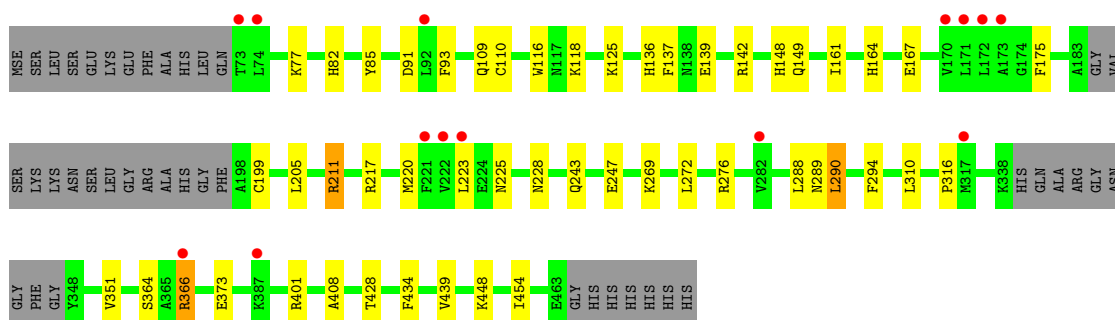 MSE SER LEU SER GLU LYS GLU PHE ALA HIS LEU GLN T73 L74 K77 H82 Y85 D91 L92 F93 Q109 C110 W116 N117 K118 K125 H136 F137 N138 E139 R142 H148 Q149 I161 H164 E167 V170 L171 L172 A173 G174 F175 A183 GLY VAL
SER LYS LYS ASN SER LEU GLY ARG ALA HIS GLY PHE A198 C199 L205 R211 R217 M220 F221 V222 L223 E224 N225 N228 Q243 E247 K269 L272 R276 V282 L288 N289 L290 F294 L310 P316 M317 K338 HIS GLN ALA ARG GLY ASN
GLY PHE GLY Y348 V351 S364 A365 R366 E373 K387 R401 A408 T428 F434 V439 K448 I454 E463 GLY HIS HIS HIS HIS HIS HIS